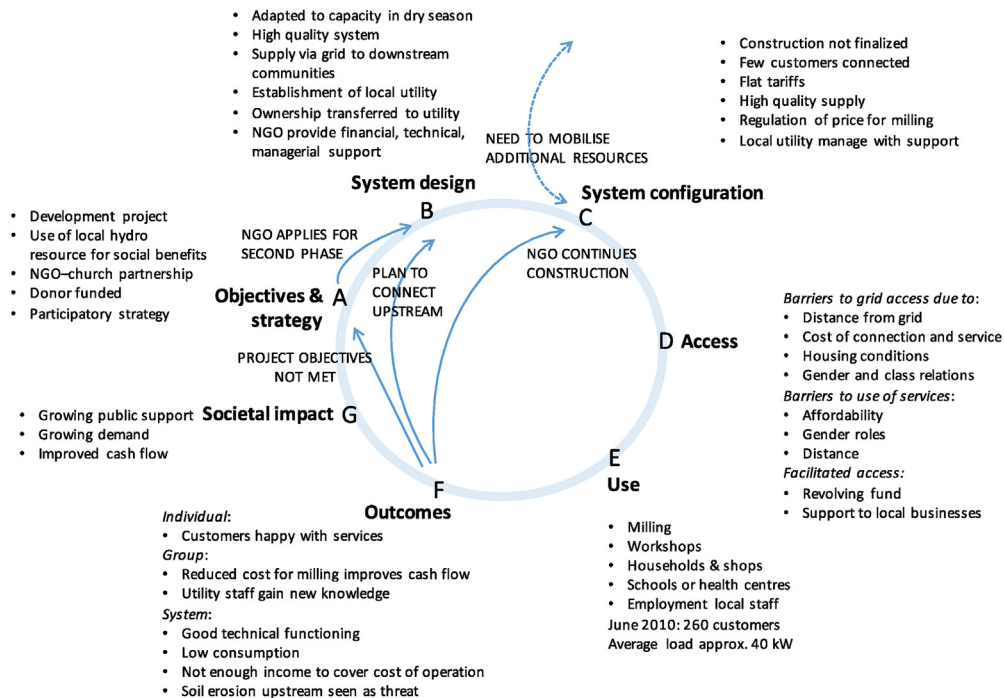 • Adapted to capacity in dry season
• High quality system
• Supply via grid to downstream
communities
• Establishment of local utility
• Ownership transferred to utility
• NGO provide financial, technical,
managerial support
• Construction not finalized
• Few customers connected
• Flat tariffs
• High quality supply
• Regulation of price for milling
• Local utility manage with support
NEED TO MOBILISE
ADDITIONAL RESOURCES
System design
B
System configuration
C
• Development project
• Use of local hydro
resource for social benefits
• NGO–church partnership
• Donor funded
• Participatory strategy
NGO APPLIES FOR
SECOND PHASE
PLAN TO
CONNECT
UPSTREAM
NGO CONTINUES
CONSTRUCTION
Objectives &
strategy
A
PROJECT OBJECTIVES
NOT MET
D Access
Barriers to grid access due to:
• Distance from grid
• Cost of connection and service
• Housing conditions
• Gender and class relations
Barriers to use of services:
• Affordability
• Gender roles
• Distance
Facilitated access:
• Revolving fund
• Support to local businesses
• Growing public support
• Growing demand
• Improved cash flow
Societal impact G
E
Use
F
Outcomes
Individual:
• Customers happy with services
Group:
• Reduced cost for milling improves cash flow
• Utility staff gain new knowledge
System:
• Good technical functioning
• Low consumption
• Not enough income to cover cost of operation
• Soil erosion upstream seen as threat
• Milling
• Workshops
• Households & shops
• Schools or health centres
• Employment local staff
June 2010: 260 customers
Average load approx. 40 kW